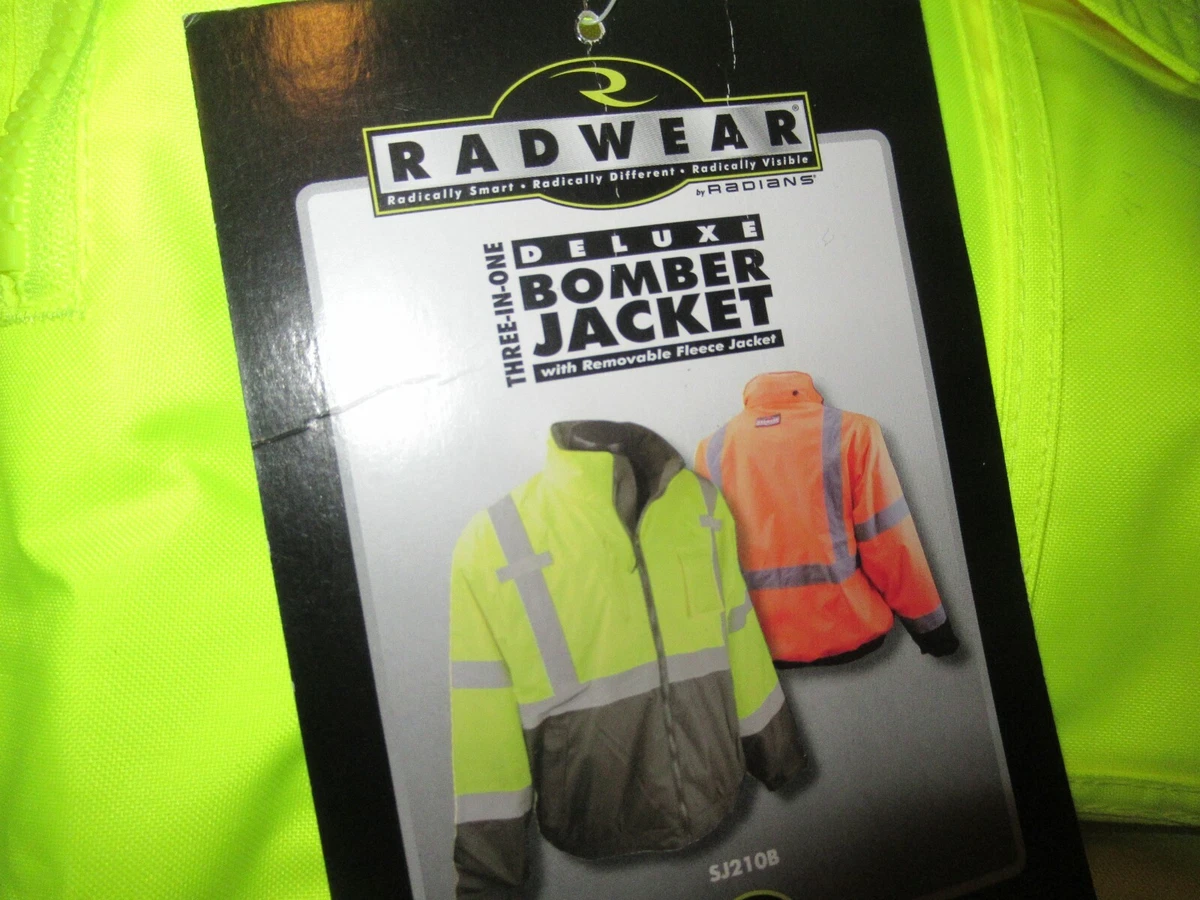 RADWEAR®
Radically Smart • Radically Different • Radically Visible
by RADIANS®
THREE-IN-ONE
DELUXE
BOMBER
JACKET
with Removable Fleece Jacket
SJ210B